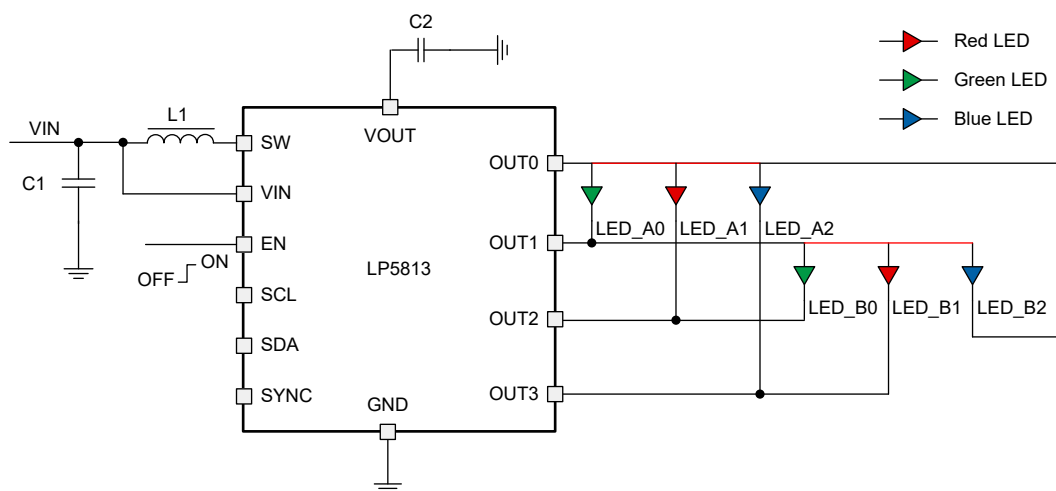 C2
Red LED
Green LED
Blue LED
L1
VIN
C1
SW
VOUT
VIN
EN
OFF
ON
SCL
SDA
SYNC
GND
LP5813
OUT0
OUT1
OUT2
OUT3
LED_A0
LED_A1
LED_A2
LED_B0
LED_B1
LED_B2